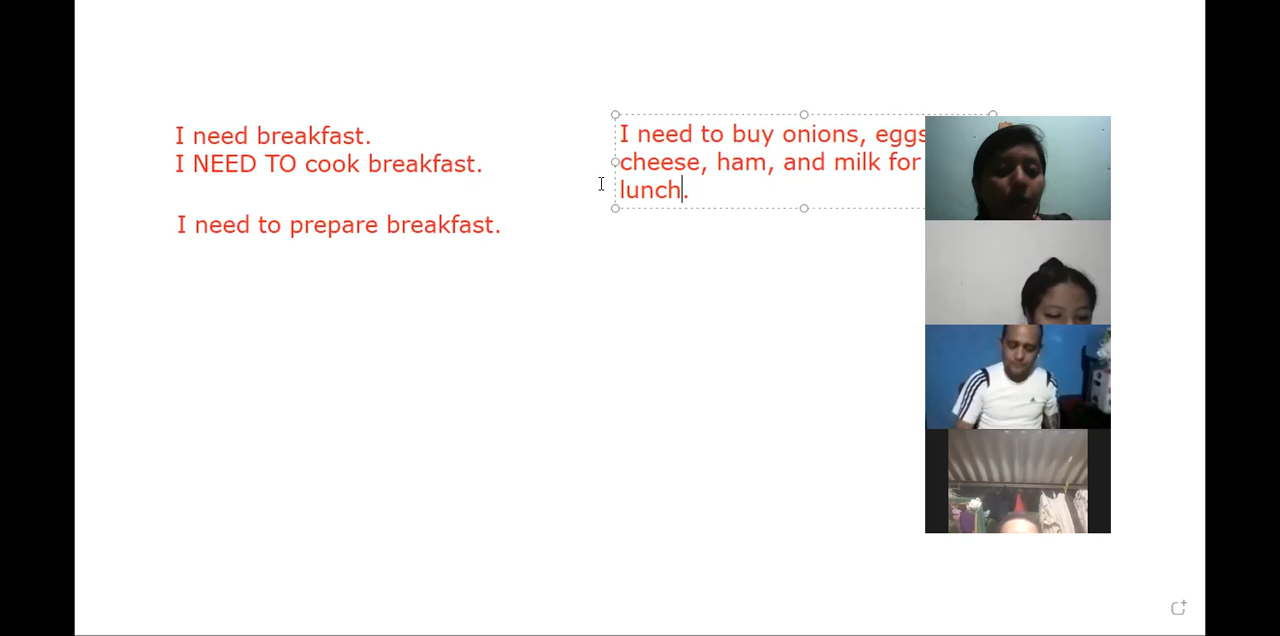 I need breakfast.
I NEED TO cook breakfast.
I need to prepare breakfast.
I need to buy onions, eggs
cheese, ham, and milk for
lunch.